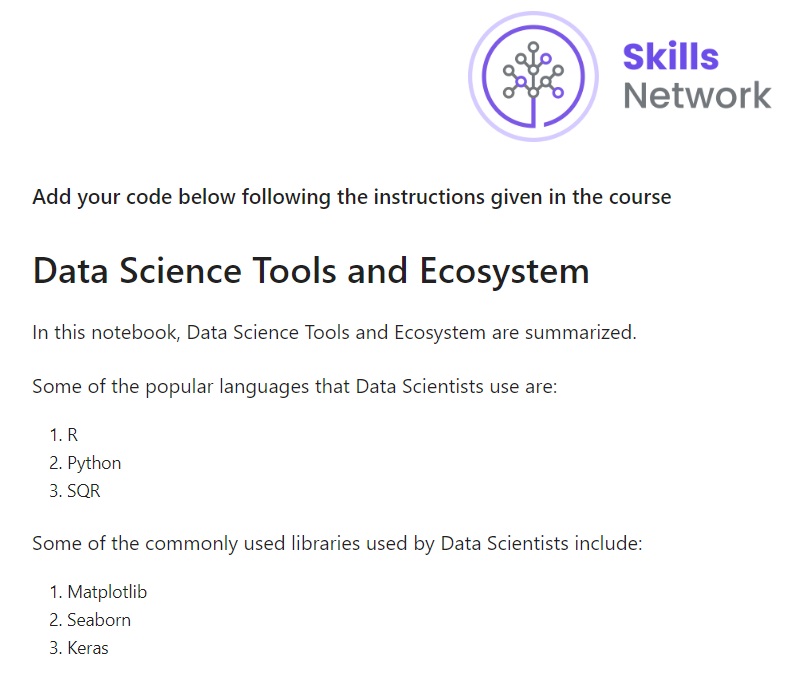 Skills
Network
Add your code below following the instructions given in the course
Data Science Tools and Ecosystem
In this notebook, Data Science Tools and Ecosystem are summarized.
Some of the popular languages that Data Scientists use are:
1. R
2. Python
3. SQR
Some of the commonly used libraries used by Data Scientists include:
1. Matplotlib
2. Seaborn
3. Keras